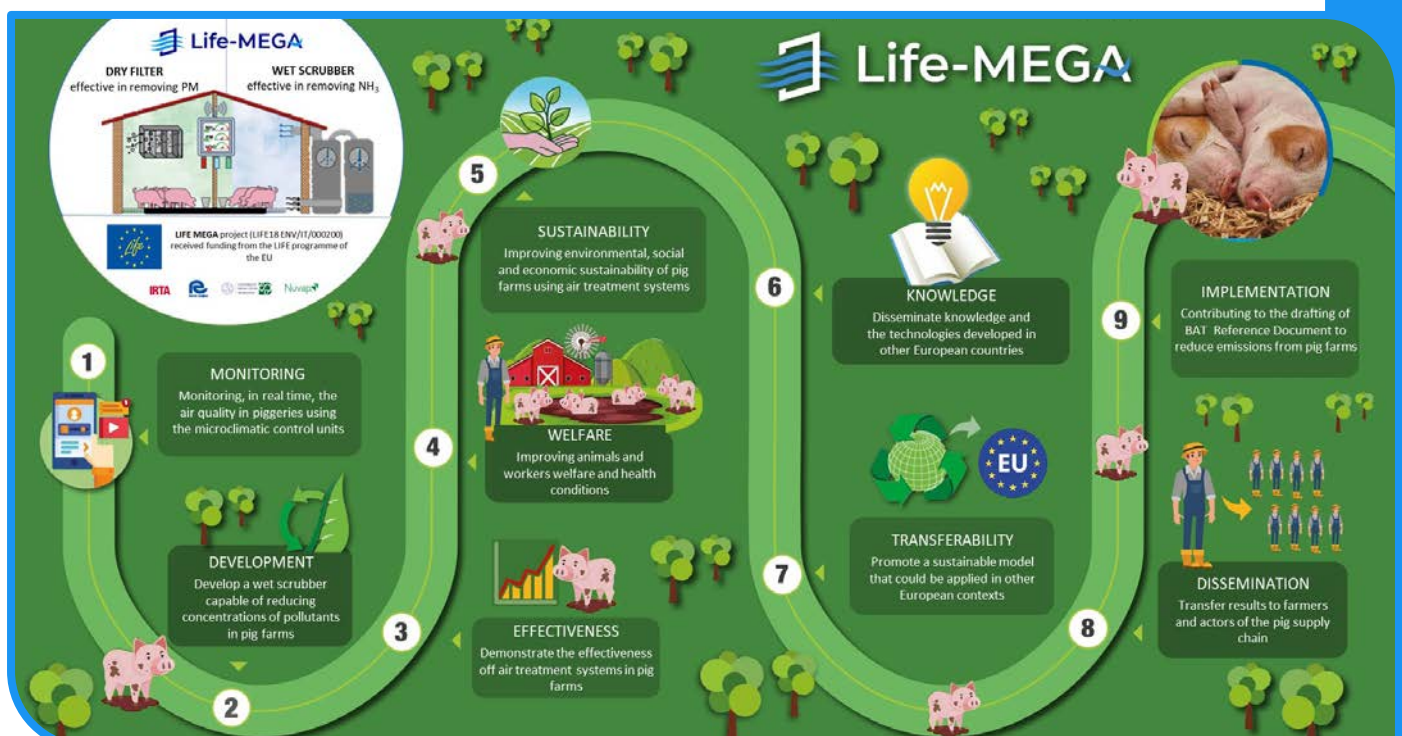 Life-MEGA
DRY FILTER
effective in removing PM
WET SCRUBBER
effective in removing NH₃
LIFE MEGA project (LIFE18 ENV/IT/000200)
received funding from the LIFE programme of
the EU
Life
IRTA
Nuvap
Life-MEGA
1
MONITORING
Monitoring, in real time, the
air quality in piggeries using
the microclimatic control units
DEVELOPMENT
Develop a wet scrubber
capable of reducing
concentrations of pollutants
in pig farms
2
3
EFFECTIVENESS
Demonstrate the effectiveness
off air treatment systems in pig
farms
4
WELFARE
Improving animals and
workers welfare and health
conditions
5
SUSTAINABILITY
Improving environmental, social
and economic sustainability of pig
farms using air treatment systems
6
KNOWLEDGE
Disseminate knowledge and
the technologies developed in
other European countries
7
EU
TRANSFERABILITY
Promote a sustainable model
that could be applied in other
European contexts
8
DISSEMINATION
Transfer results to farmers
and actors of the pig supply
chain
9
IMPLEMENTATION
Contributing to the drafting of
BAT Reference Document to
reduce emissions from pig farms